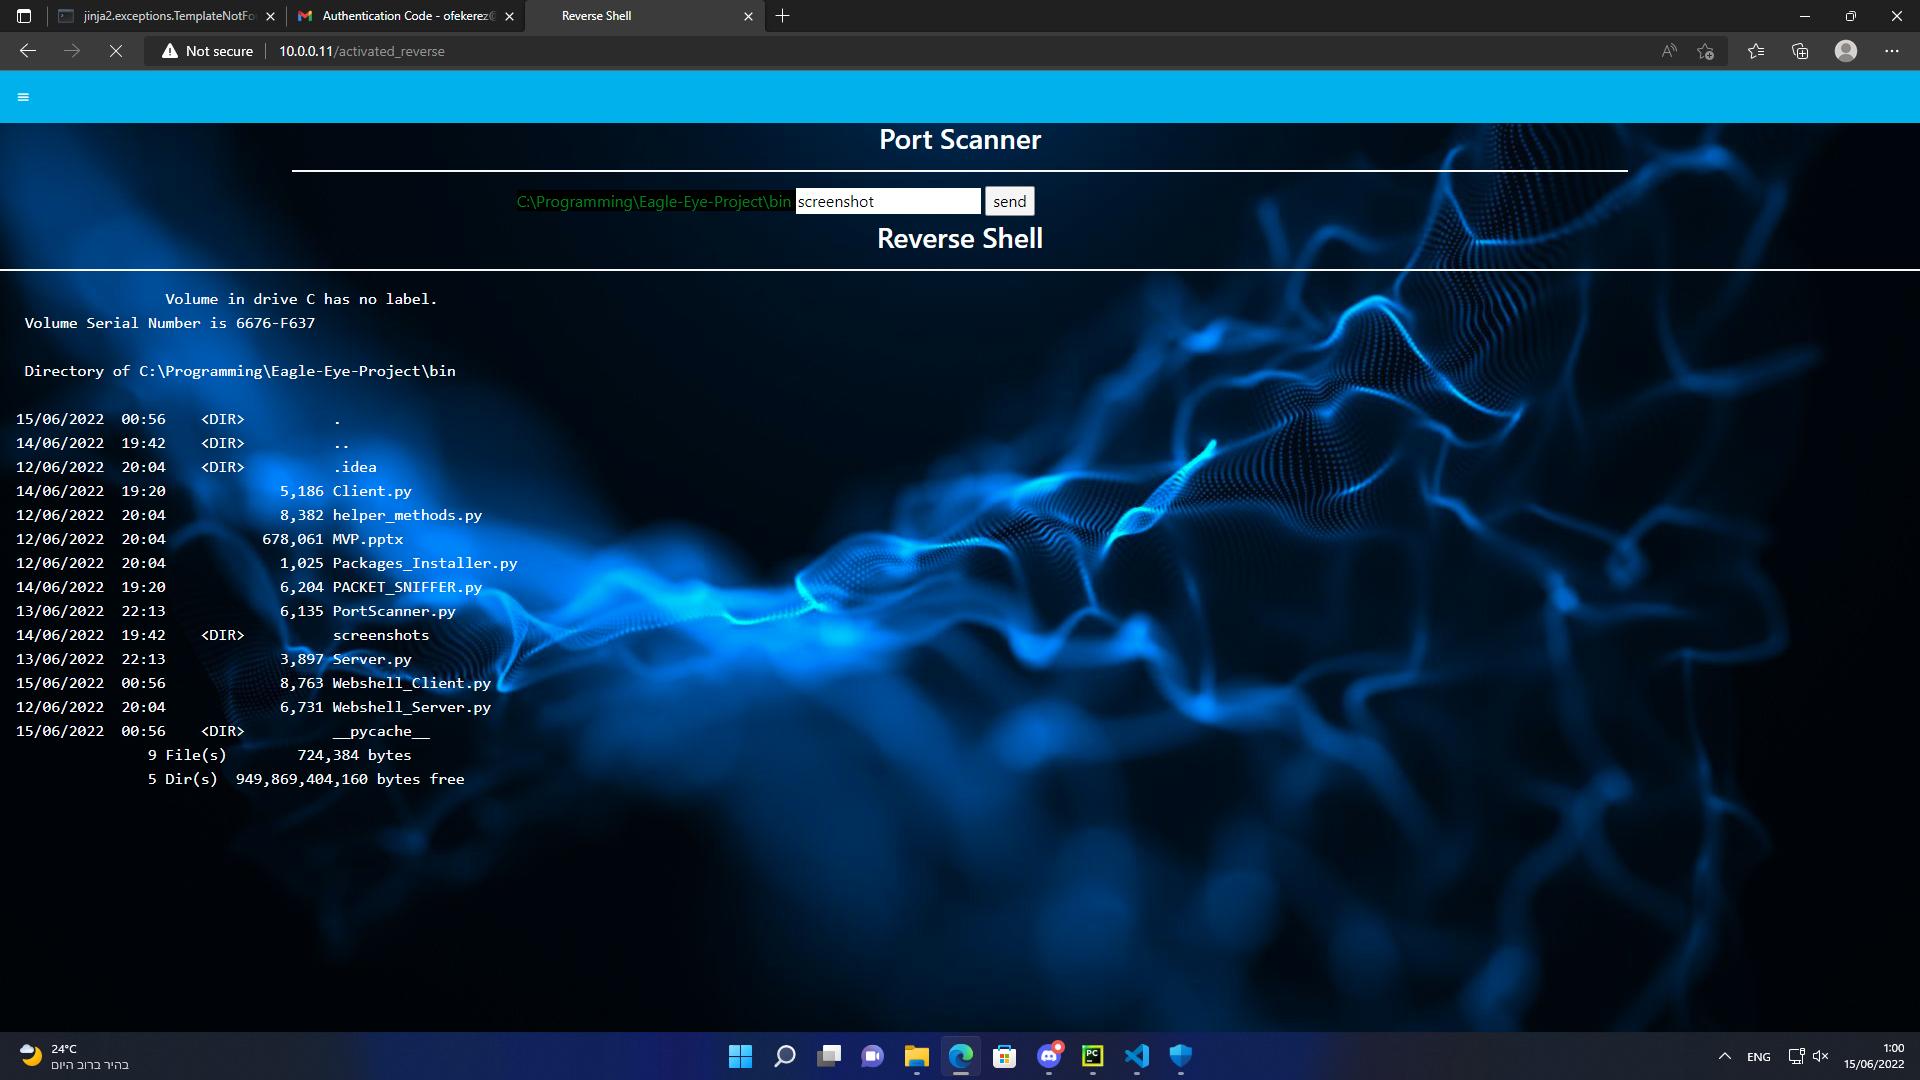 jinja2.exceptions.TemplateNotFo
Authentication Code - ofekerez@
Reverse Shell
Not secure
10.0.0.11/activated_reverse
Port Scanner
C:\Programming\Eagle-Eye-Project\bin screenshot send
Reverse Shell
Volume in drive C has no label.
Volume Serial Number is 6676-F637
Directory of C:\Programming\Eagle-Eye-Project\bin
15/06/2022 00:56 <DIR> .
14/06/2022 19:42 <DIR> ..
12/06/2022 20:04 <DIR> .idea
14/06/2022 19:20 5,186 Client.py
12/06/2022 20:04 8,382 helper_methods.py
12/06/2022 20:04 678,061 MVP.pptx
12/06/2022 20:04 1,025 Packages_Installer.py
14/06/2022 19:20 6,204 PACKET_SNIFFER.py
13/06/2022 22:13 6,135 PortScanner.py
14/06/2022 19:42 <DIR> screenshots
13/06/2022 22:13 3,897 Server.py
15/06/2022 00:56 8,763 Webshell_Client.py
12/06/2022 20:04 6,731 Webshell_Server.py
15/06/2022 00:56 <DIR> __pycache__
9 File(s) 724,384 bytes
5 Dir(s) 949,869,404,160 bytes free
24°C
בהיר ברוב היום
PC
ENG
1:00
15/06/2022